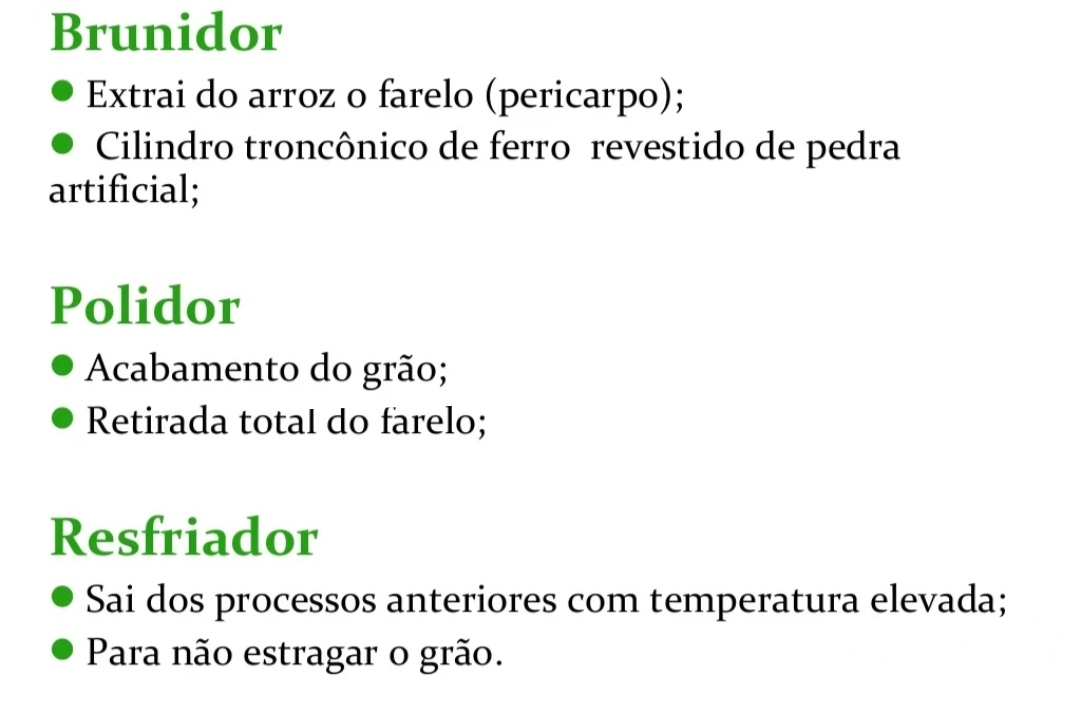 Brunidor
● Extrai do arroz o farelo (pericarpo);
● Cilindro troncônico de ferro revestido de pedra
artificial;
Polidor
● Acabamento do grão;
● Retirada total do farelo;
Resfriador
● Sai dos processos anteriores com temperatura elevada;
● Para não estragar o grão.